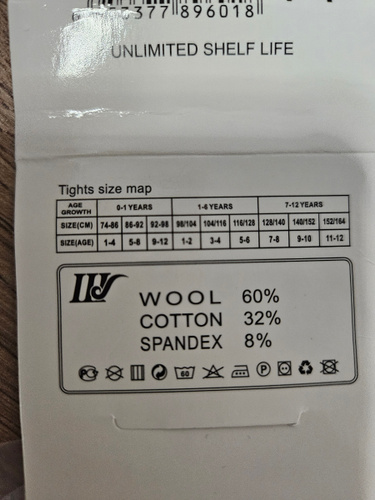 377 896018
UNLIMITED SHELF LIFE
Tights size map
AGE GROWTH 0-1 YEARS 1-6 YEARS 7-12 YEARS
SIZE(CM) 74-86 86-92 92-98 98/104 104/116 116/128 128/140 140/152 152/164
SIZE(AGE) 1-4 5-8 9-12 1-2 3-4 5-6 7-8 9-10 11-12
WOOL 60%
COTTON 32%
SPANDEX 8%
60 P